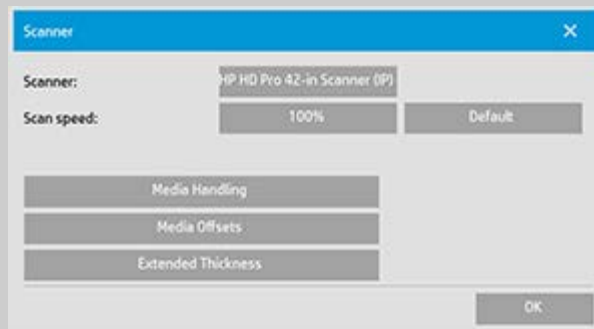 Scanner
Scanner: HP HD Pro 42-in Scanner (IP)
Scan speed: 100% Default
Media Handling
Media Offsets
Extended Thickness
OK